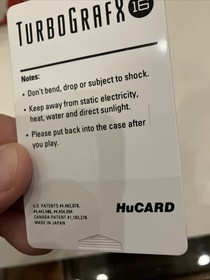 TURBOGRAFX 16
Notes:
• Don't bend, drop or subject to shock.
• Keep away from static electricity,
heat, water and direct sunlight.
• Please put back into the case after
you play.
HuCARD
U.S. PATENTS #4,462,076,
#4,443,486, #4,454,594
CANADA PATENT #1,183,276
MADE IN JAPAN